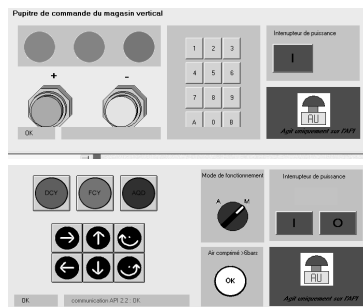 Pupitre de commande du magasin vertical
Interrupteur de puissance
1 2 3
4 5 6
7 8 9
A 0 B
+ -
I
AU
OK
Agit uniquement sur l'API
DCY FCY AQD
Mode de fonctionnement
A M
Interrupteur de puissance
I O
Air comprimé >6bars
OK
AU
Agit uniquement sur l'API
OK
communication API 2.2 : OK